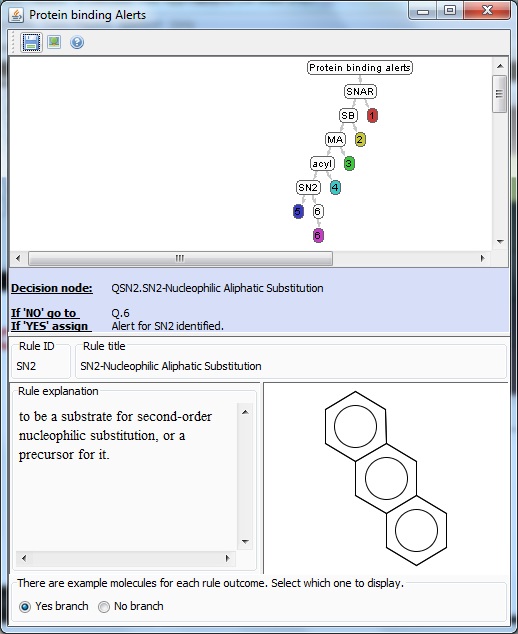 Protein binding Alerts
Protein binding alerts
SNAR
SB
1
MA
2
acyl
3
SN2
4
5
6
6
Decision node: QSN2.SN2-Nucleophilic Aliphatic Substitution
If 'NO' go to Q.6
If 'YES' assign Alert for SN2 identified.
Rule ID
Rule title
SN2
SN2-Nucleophilic Aliphatic Substitution
Rule explanation
to be a substrate for second-order
nucleophilic substitution, or a
precursor for it.
There are example molecules for each rule outcome. Select which one to display.
Yes branch
No branch